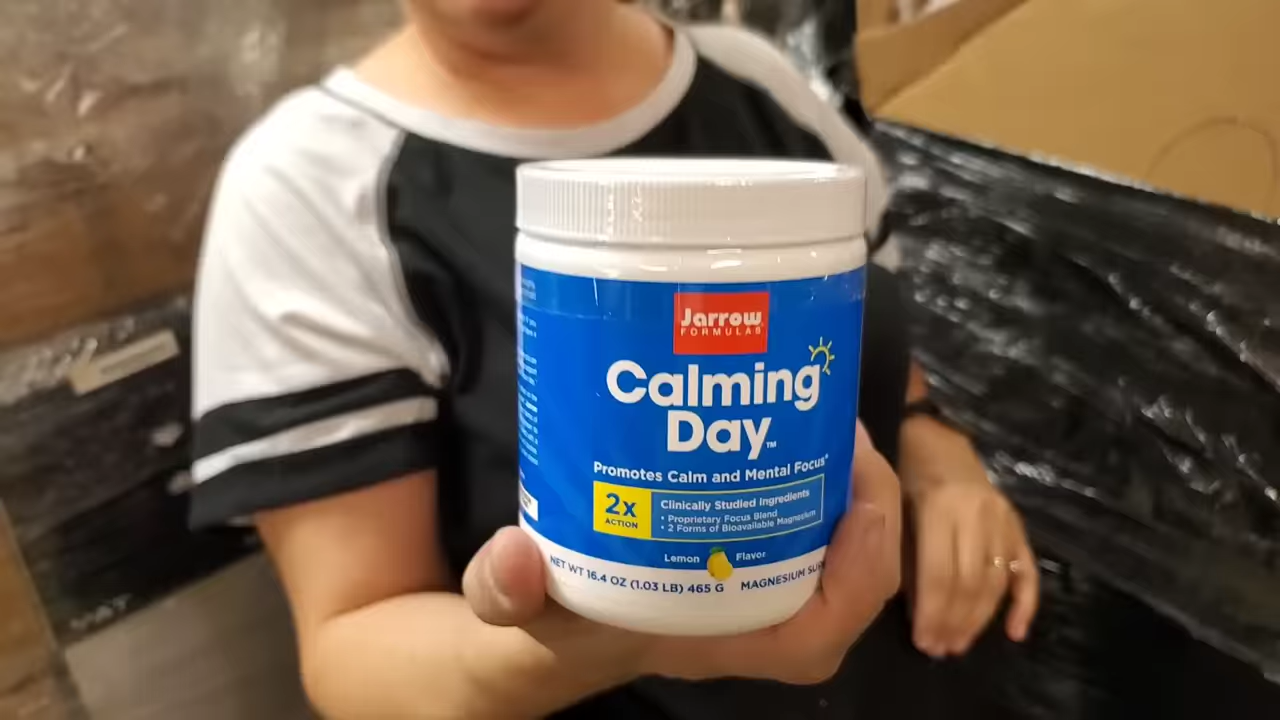 Jarrow
FORMULAS
Calming
Day™
Promotes Calm and Mental Focus*
2x
ACTION
Clinically Studied Ingredients
• Proprietary Focus Blend
• 2 Forms of Bioavailable Magnesium
Lemon Flavor
NET WT 16.4 OZ (1.03 LB) 465 G MAGNESIUM